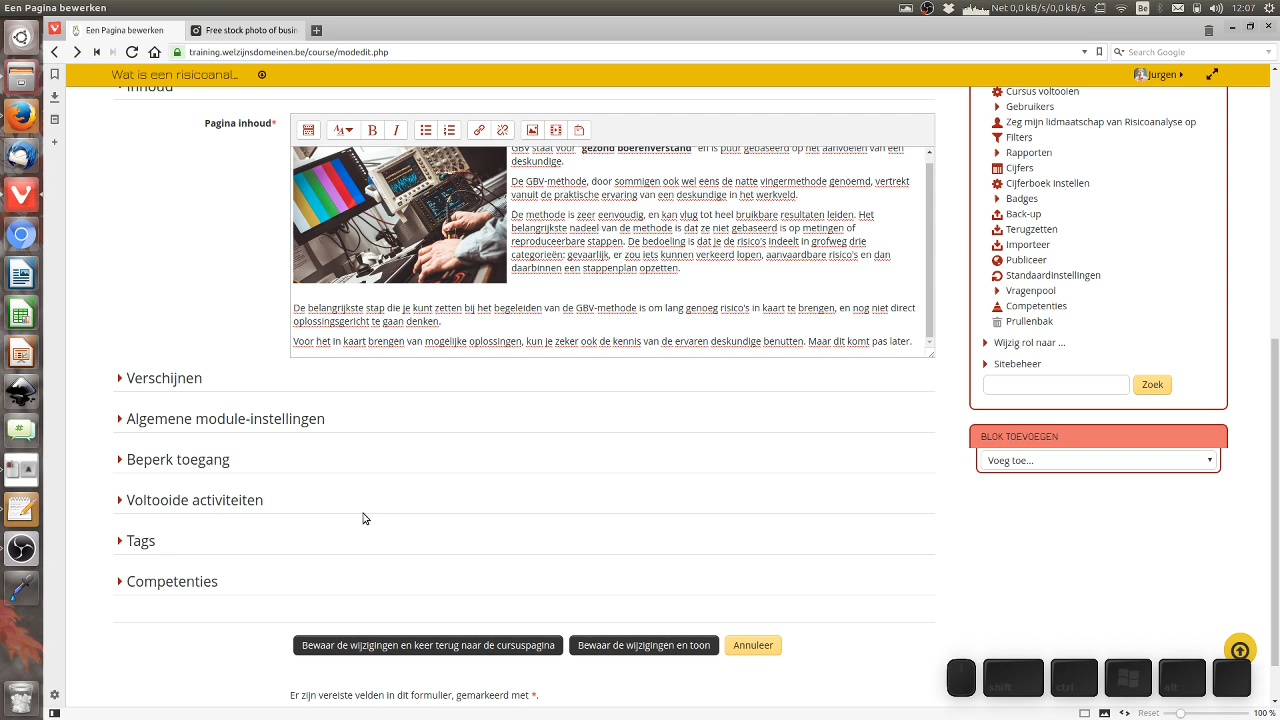 Een Pagina bewerken
Net 0,0 kB/s/0,0 kB/s
Be
12:07
Een Pagina bewerken
Free stock photo of busin
training.welzijnsdomeinen.be/course/modedit.php
Search Google
Wat is een risicoanal...
Jurgen
Inhoud
Pagina inhoud*
B
I
GBV staat voor "gezond boerenverstand" en is puur gebaseerd op het aanvoelen van een
deskundige.
De GBV-methode, door sommigen ook wel eens de natte vingermethode genoemd, vertrekt
vanuit de praktische ervaring van een deskundige in het werkveld.
De methode is zeer eenvoudig, en kan vlug tot heel bruikbare resultaten leiden. Het
belangrijkste nadeel van de methode is dat ze niet gebaseerd is op metingen of
reproduceerbare stappen. De bedoeling is dat je de risico's indeelt in grofweg drie
categorieën: gevaarlijk, er zou iets kunnen verkeerd lopen, aanvaardbare risico's en dan
daarbinnen een stappenplan opzetten.
De belangrijkste stap die je kunt zetten bij het begeleiden van de GBV-methode is om lang genoeg risico's in kaart te brengen, en nog niet direct
oplossingsgericht te gaan denken.
Voor het in kaart brengen van mogelijke oplossingen, kun je zeker ook de kennis van de ervaren deskundige benutten. Maar dit komt pas later.
Verschijnen
Algemene module-instellingen
Beperk toegang
Voltooide activiteiten
Tags
Competenties
Bewaar de wijzigingen en keer terug naar de cursuspagina
Bewaar de wijzigingen en toon
Annuleer
Er zijn vereiste velden in dit formulier, gemarkeerd met *.
Cursus voltooien
Gebruikers
Zeg mijn lidmaatschap van Risicoanalyse op
Filters
Rapporten
Cijfers
Cijferboek instellen
Badges
Back-up
Terugzetten
Importeer
Publiceer
Standaardinstellingen
Vragenpool
Competenties
Prullenbak
Wijzig rol naar ...
Sitebeheer
Zoek
BLOK TOEVOEGEN
Voeg toe...
shift
ctrl
alt
Reset
100 %